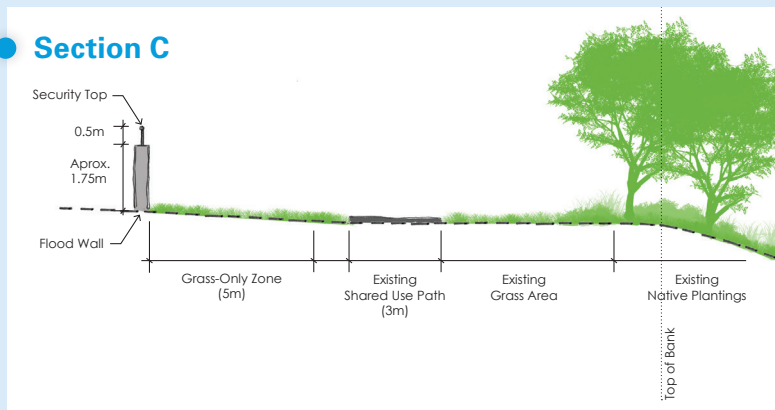 Section C
Security Top
0.5m
Aprox.
1.75m
Flood Wall
Grass-Only Zone
(5m)
Existing
Shared Use Path
(3m)
Existing
Grass Area
Existing
Native Plantings
Top of Bank